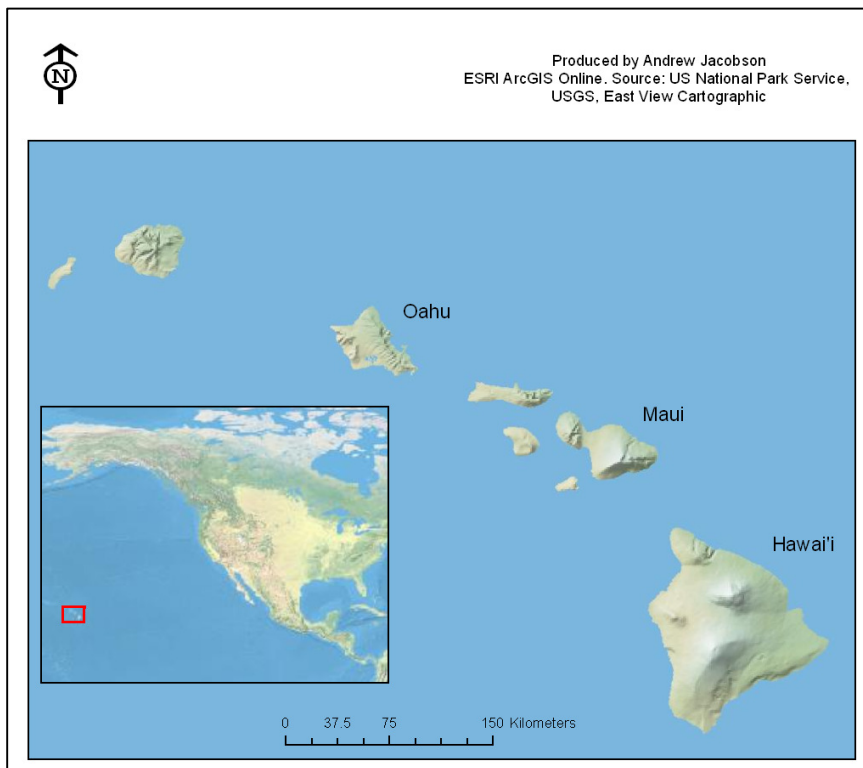 N
Produced by Andrew Jacobson
ESRI ArcGIS Online. Source: US National Park Service,
USGS, East View Cartographic
Oahu
Maui
Hawai'i
0 37.5 75 150 Kilometers